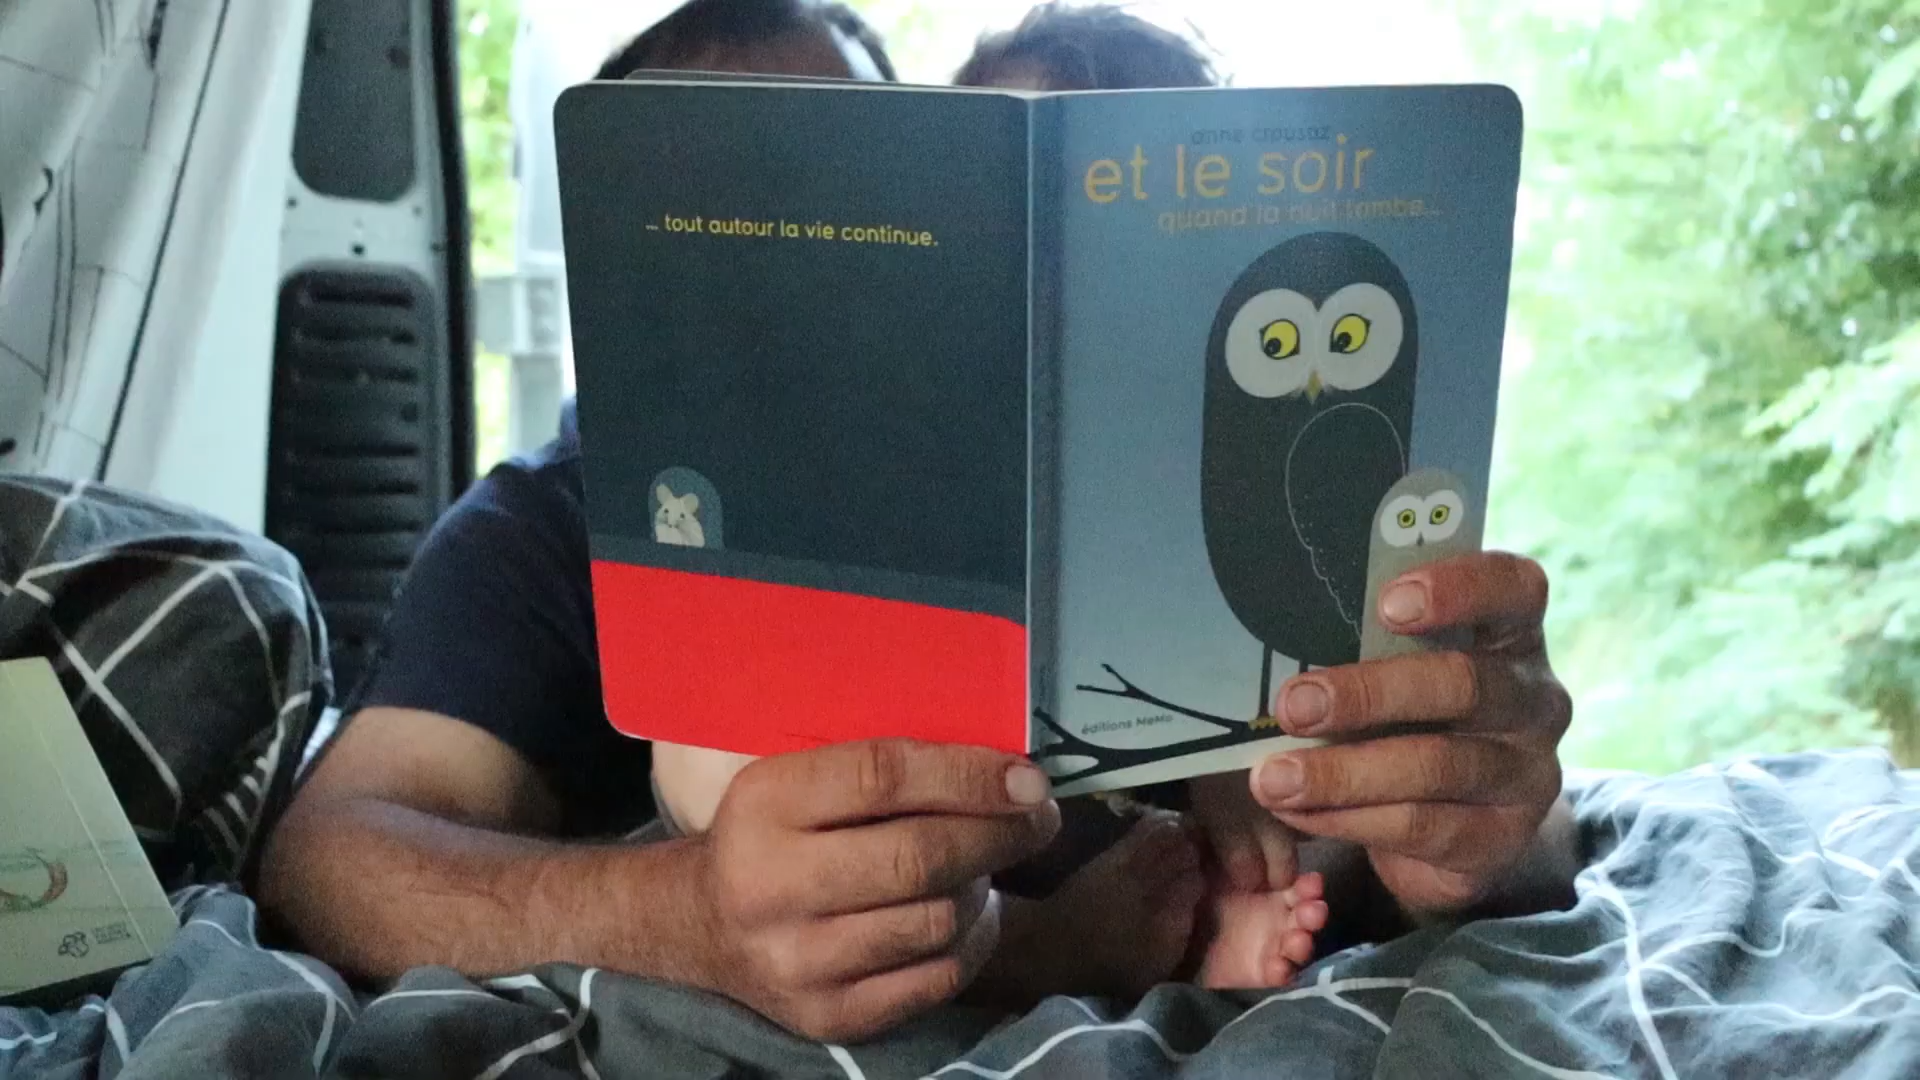 ... tout autour la vie continue.
anne crausaz
et le soir
quand la nuit tombe...
éditions MeMo